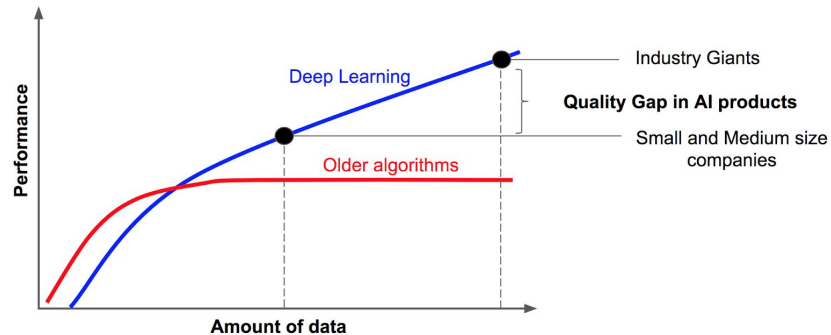 Industry Giants
Deep Learning
Quality Gap in AI products
Performance
Small and Medium size
companies
Older algorithms
Amount of data